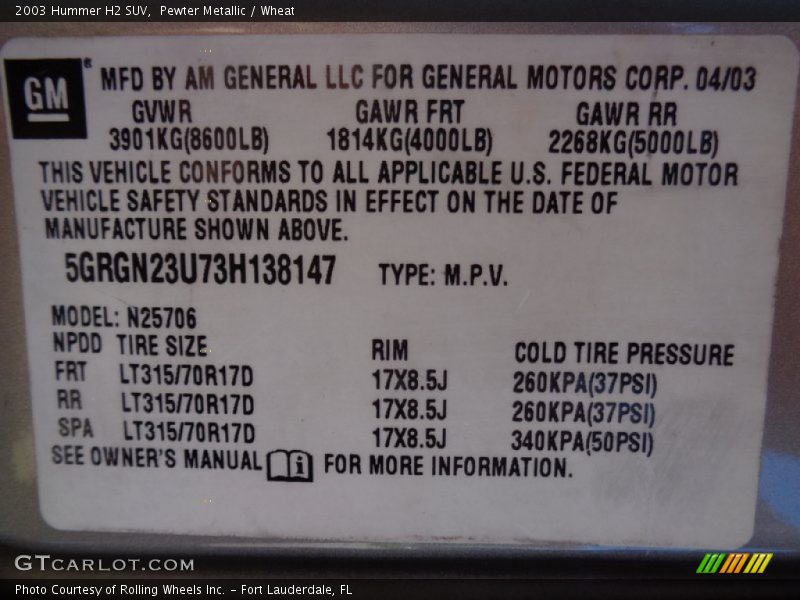 2003 Hummer H2 SUV, Pewter Metallic / Wheat
GM® MFD BY AM GENERAL LLC FOR GENERAL MOTORS CORP. 04/03
GVWR GAWR FRT GAWR RR
3901KG(8600LB) 1814KG(4000LB) 2268KG(5000LB)
THIS VEHICLE CONFORMS TO ALL APPLICABLE U.S. FEDERAL MOTOR
VEHICLE SAFETY STANDARDS IN EFFECT ON THE DATE OF
MANUFACTURE SHOWN ABOVE.
5GRGN23U73H138147 TYPE: M.P.V.
MODEL: N25706
NPDD TIRE SIZE RIM COLD TIRE PRESSURE
FRT LT315/70R17D 17X8.5J 260KPA(37PSI)
RR LT315/70R17D 17X8.5J 260KPA(37PSI)
SPA LT315/70R17D 17X8.5J 340KPA(50PSI)
SEE OWNER'S MANUAL i FOR MORE INFORMATION.
GTCARLOT.COM
Photo Courtesy of Rolling Wheels Inc. - Fort Lauderdale, FL